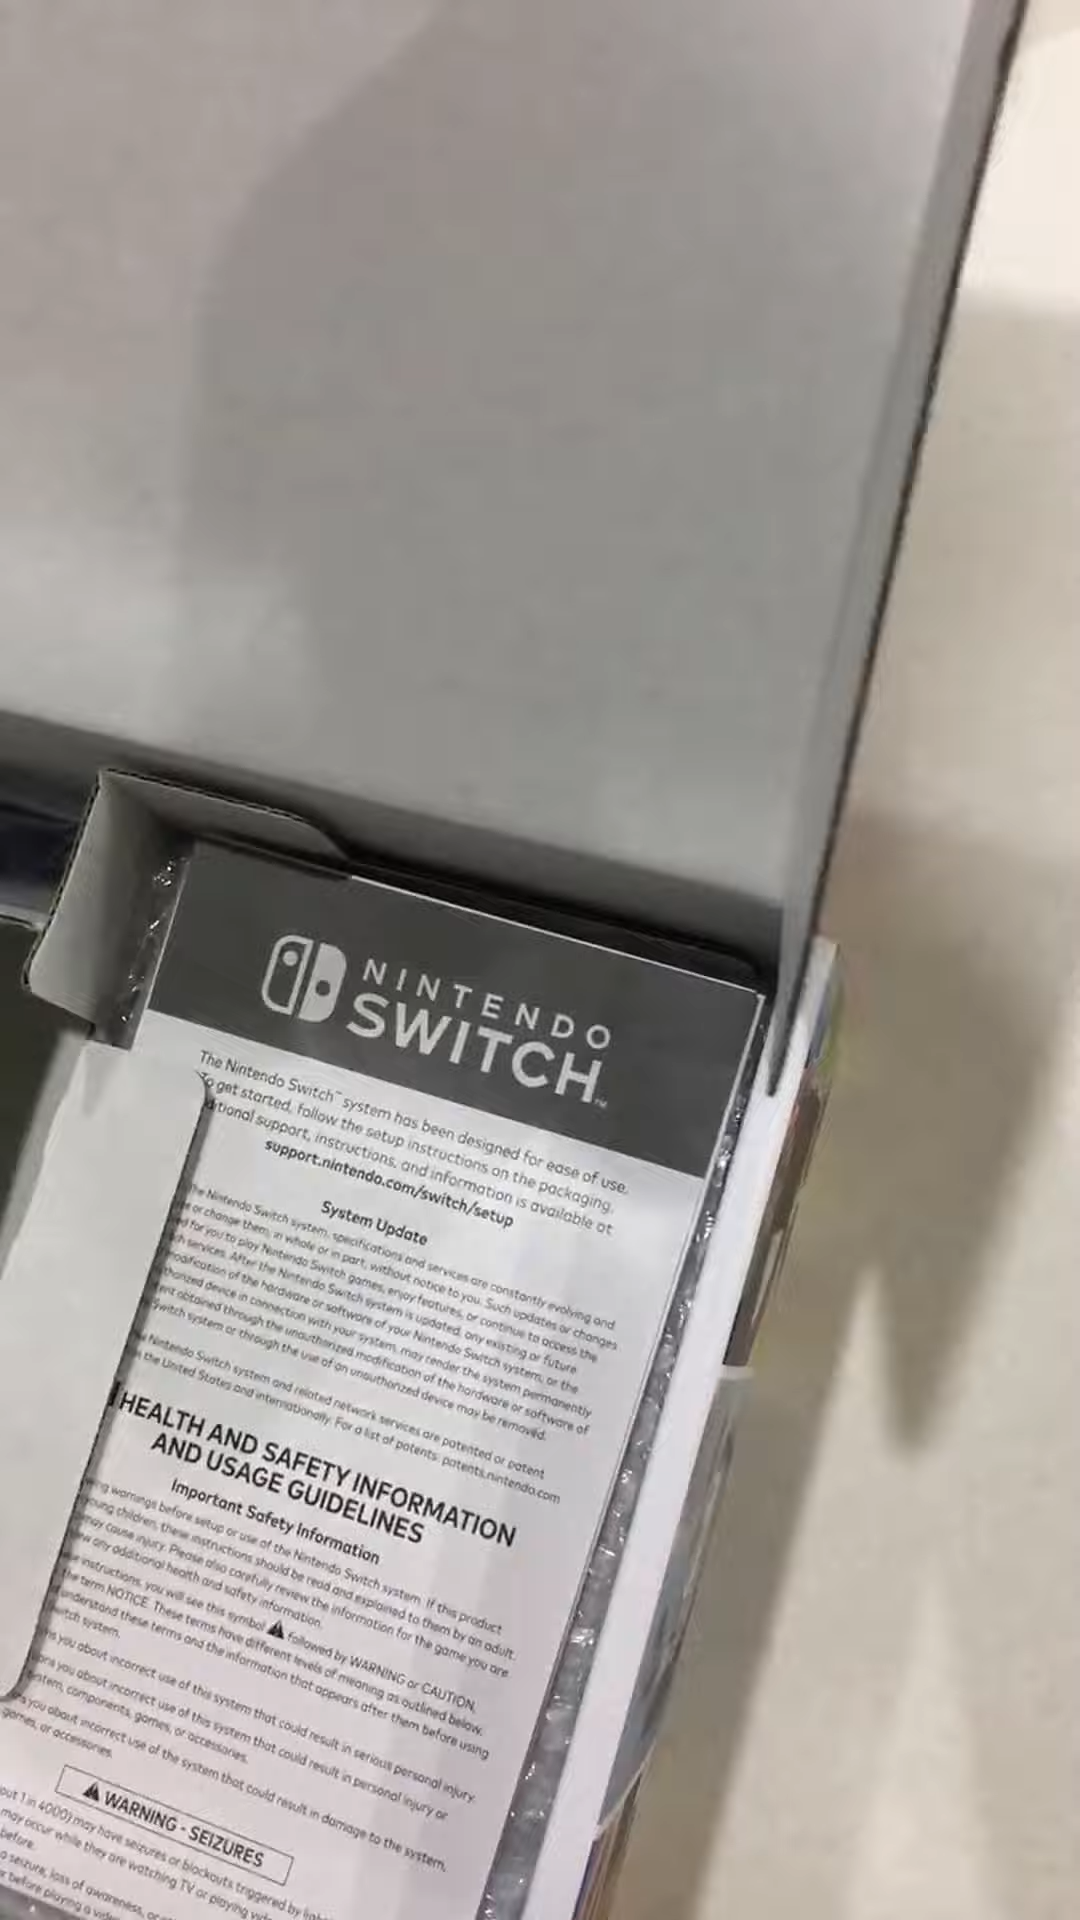 NINTENDO
SWITCH™
The Nintendo Switch™ system has been designed for ease of use.
To get started, follow the setup instructions on the packaging.
support, instructions, and information is available at
support.nintendo.com/switch/setup
System Update
The Nintendo Switch system, specifications and services are constantly evolving and
or change them, in whole or in part, without notice to you. Such updates or changes
for you to play Nintendo Switch games, enjoy features, or continue to access the
services. After the Nintendo Switch system is updated, any existing or future
modification of the hardware or software of your Nintendo Switch system, or the
device in connection with your system, may render the system permanently
obtained through the unauthorized modification of the hardware or software of
Switch system or through the use of an unauthorized device may be removed.
Nintendo Switch system and related network services are patented or patent
the United States and internationally. For a list of patents: patents.nintendo.com
HEALTH AND SAFETY INFORMATION
AND USAGE GUIDELINES
Important Safety Information
warnings before setup or use of the Nintendo Switch system. If this product
young children, these instructions should be read and explained to them by an adult.
may cause injury. Please also carefully review the information for the game you are
any additional health and safety information.
instructions, you will see this symbol ⚠ followed by WARNING or CAUTION,
the term NOTICE. These terms have different levels of meaning as outlined below.
understand these terms and the information that appears after them before using
system.
you about incorrect use of this system that could result in serious personal injury.
you about incorrect use of this system that could result in personal injury or
system, components, games, or accessories.
you about incorrect use of the system that could result in damage to the system,
games, or accessories.
⚠ WARNING - SEIZURES
1 in 4000) may have seizures or blackouts triggered by
may occur while they are watching TV or playing
before.
seizure, loss of awareness,
before playing a